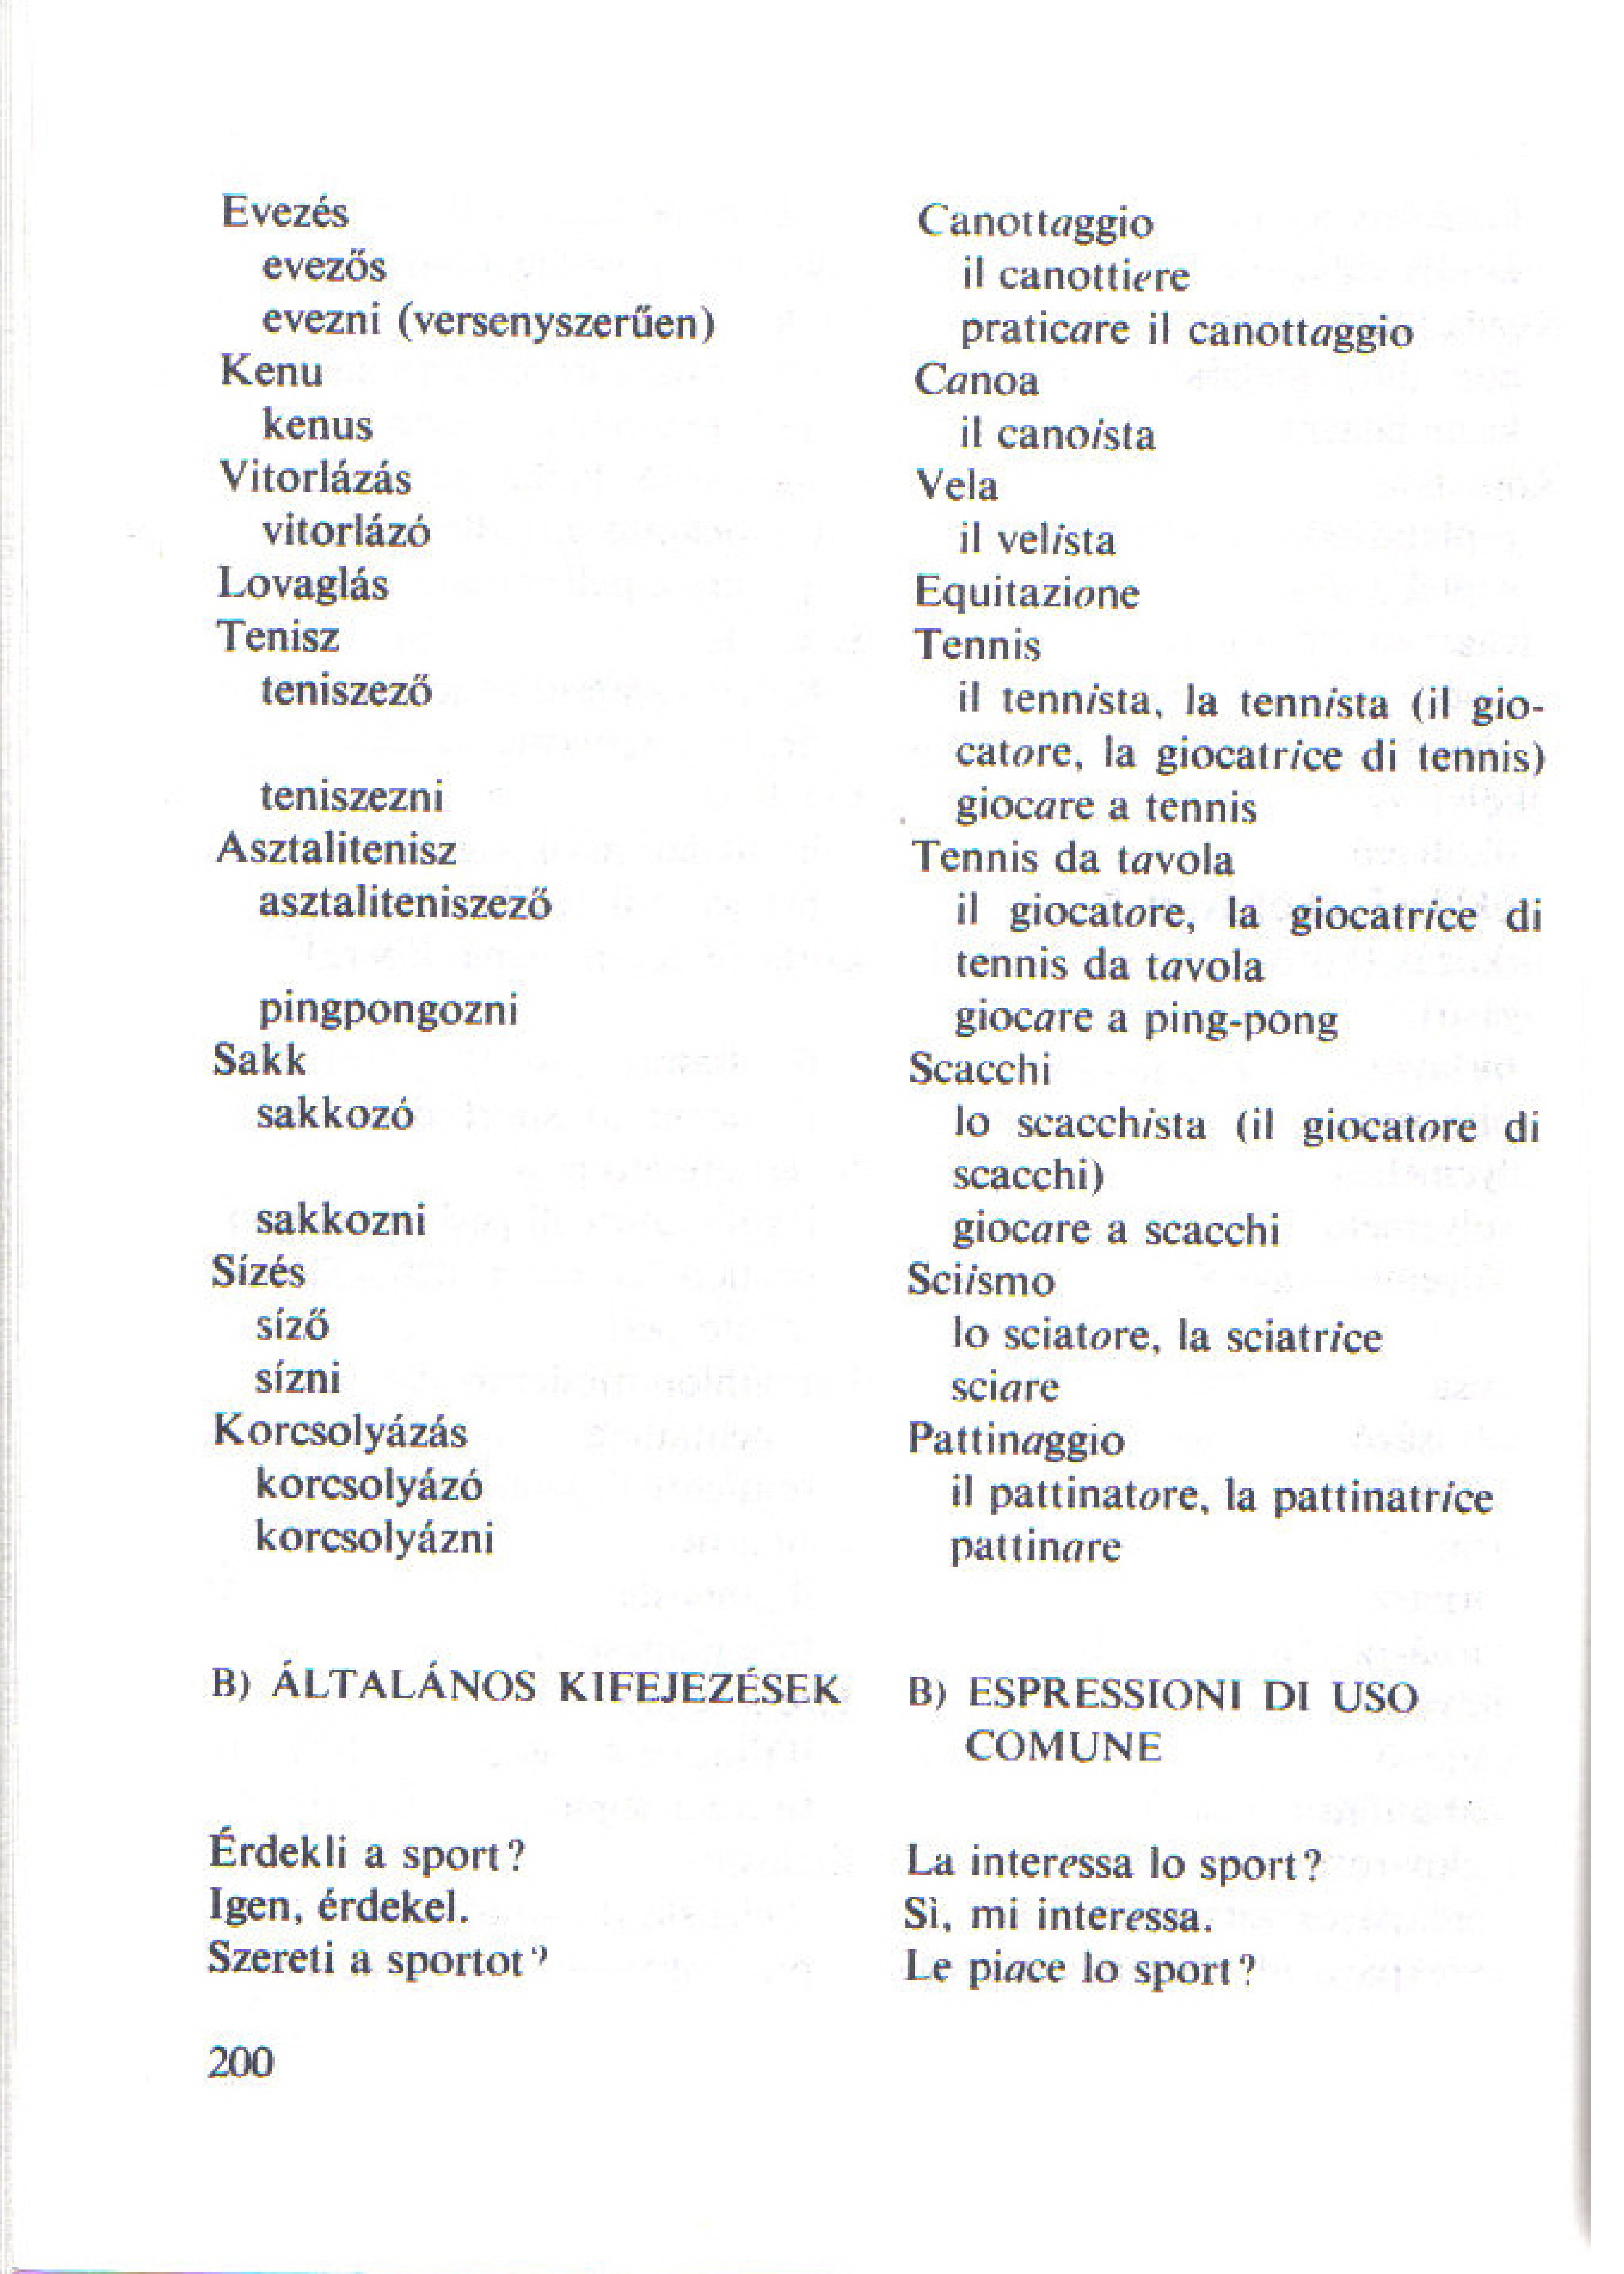 Evezés
evezős
evezni (versenyszerűen)
Kenu
kenus
Vitorlázás
vitorlázó
Lovaglás
Tenisz
teniszező
teniszezni
Asztalitenisz
asztaliteniszező
pingpongozni
Sakk
sakkozó
sakkozni
Sízés
síző
sízni
Korcsolyázás
korcsolyázó
korcsolyázni
B) ÁLTALÁNOS KIFEJEZÉSEK
Érdekli a sport?
Igen, érdekel.
Szereti a sportot?
Canottaggio
il canottiere
praticare il canottaggio
Canoa
il canoista
Vela
il velista
Equitazione
Tennis
il tennista, la tennista (il gio-
catore, la giocatrice di tennis)
giocare a tennis
Tennis da tavola
il giocatore, la giocatrice di
tennis da tavola
giocare a ping-pong
Scacchi
lo scacchista (il giocatore di
scacchi)
giocare a scacchi
Sciismo
lo sciatore, la sciatrice
sciare
Pattinaggio
il pattinatore, la pattinatrice
pattinare
B) ESPRESSIONI DI USO
COMUNE
La interessa lo sport?
Sì, mi interessa.
Le piace lo sport?
200